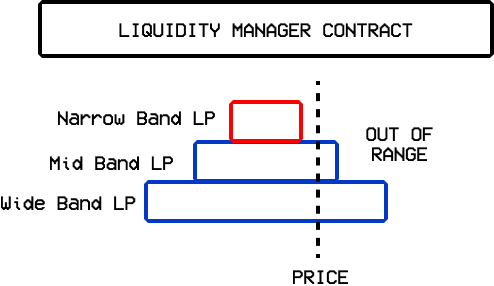 LIQUIDITY MANAGER CONTRACT
Narrow Band LP
OUT OF
RANGE
Mid Band LP
Wide Band LP
PRICE